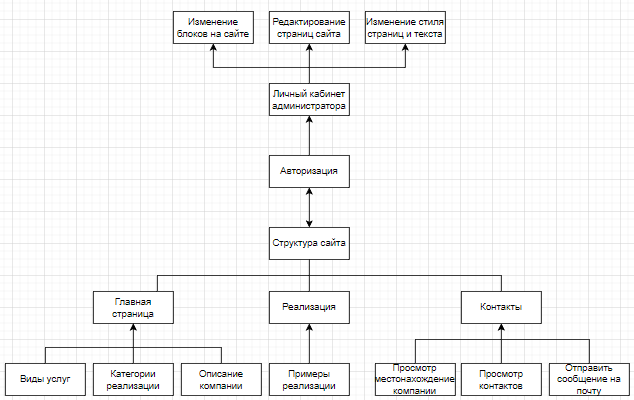 Изменение
блоков на сайте
Редактирование
страниц сайта
Изменение стиля
страниц и текста
Личный кабинет
администратора
Авторизация
Структура сайта
Главная
страница
Реализация
Контакты
Виды услуг
Категории
реализации
Описание
компании
Примеры
реализации
Просмотр
местонахождение
компании
Просмотр
контактов
Отправить
сообщение на
почту